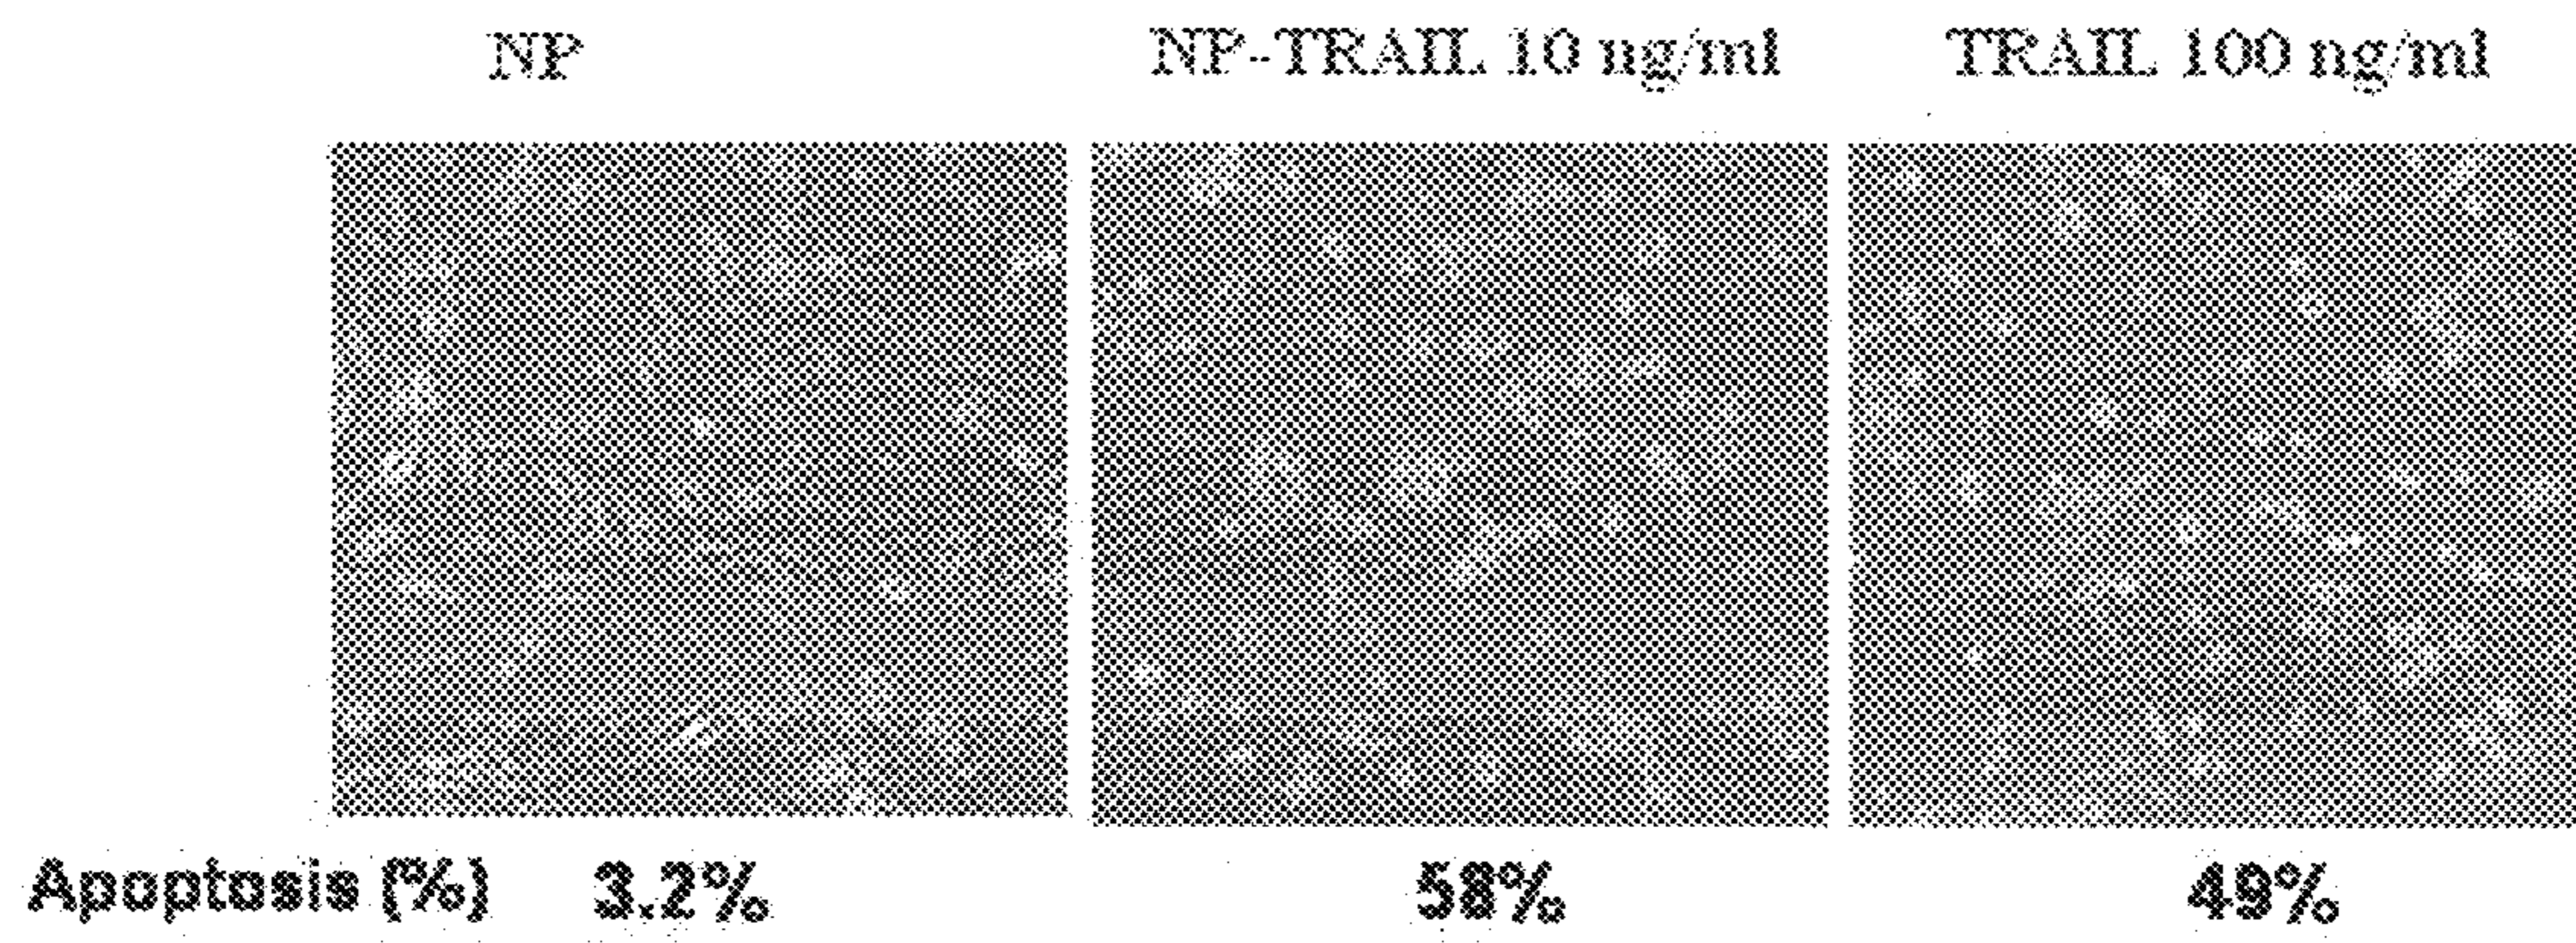 NP NP-TRAIL 10 ng/ml TRAIL 100 ng/ml
Apoptosis (%) 3.2% 58% 49%